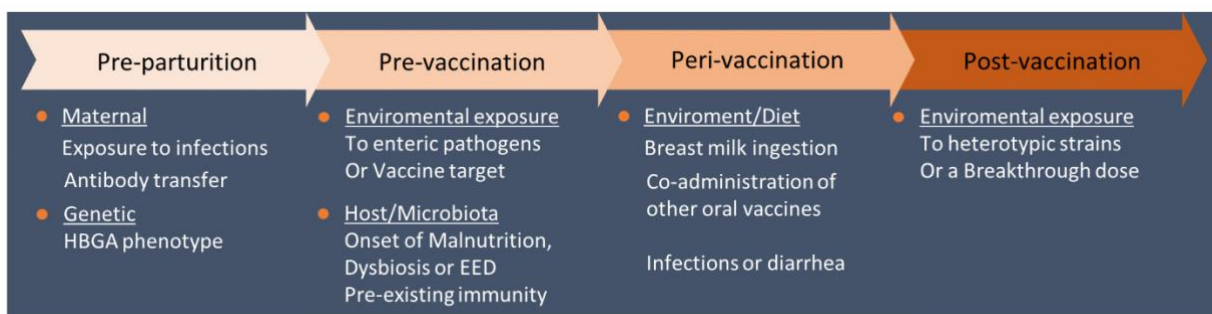 Pre-parturition
Maternal
Exposure to infections
Antibody transfer
Genetic
HBGA phenotype
Pre-vaccination
Enviromental exposure
To enteric pathogens
Or Vaccine target
Host/Microbiota
Onset of Malnutrition,
Dysbiosis or EED
Pre-existing immunity
Peri-vaccination
Enviroment/Diet
Breast milk ingestion
Co-administration of
other oral vaccines
Infections or diarrhea
Post-vaccination
Enviromental exposure
To heterotypic strains
Or a Breakthrough dose